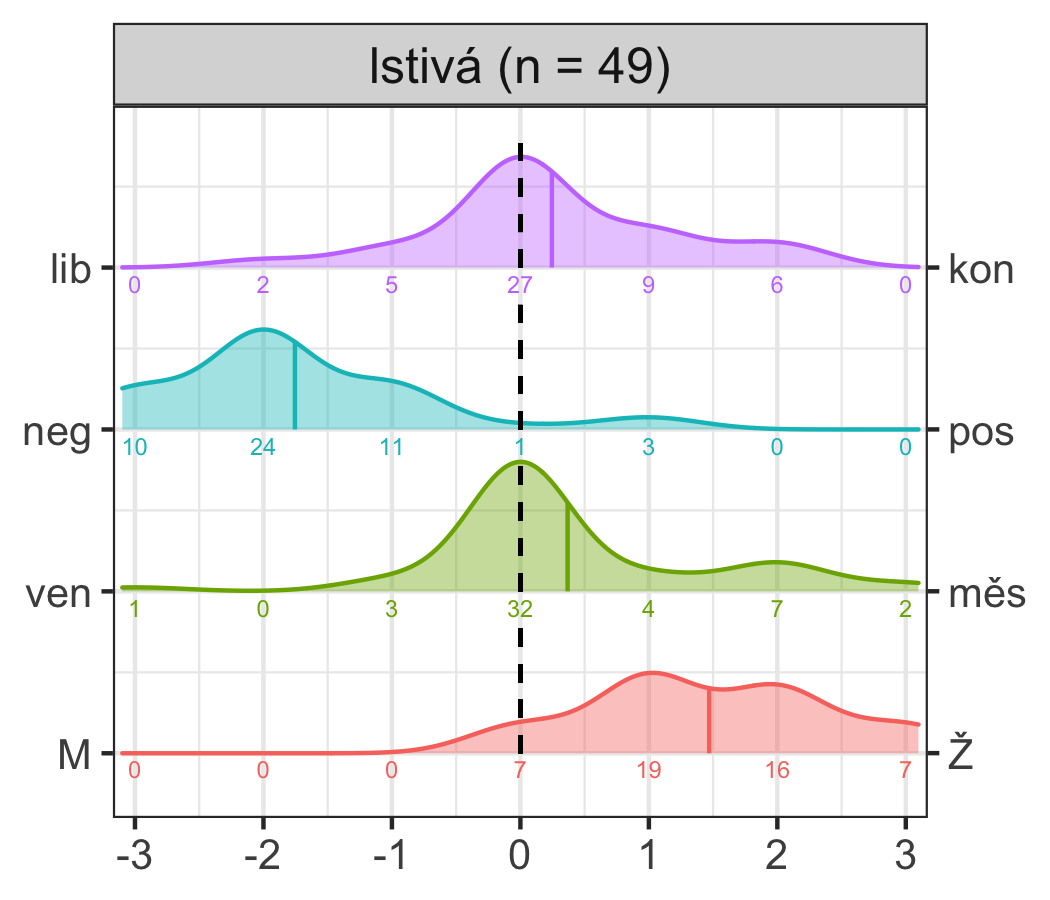 lstivá (n = 49)
lib kon
0 2 5 27 9 6 0
neg pos
10 24 11 1 3 0 0
ven měs
1 0 3 32 4 7 2
M Ž
0 0 0 7 19 16 7
-3 -2 -1 0 1 2 3